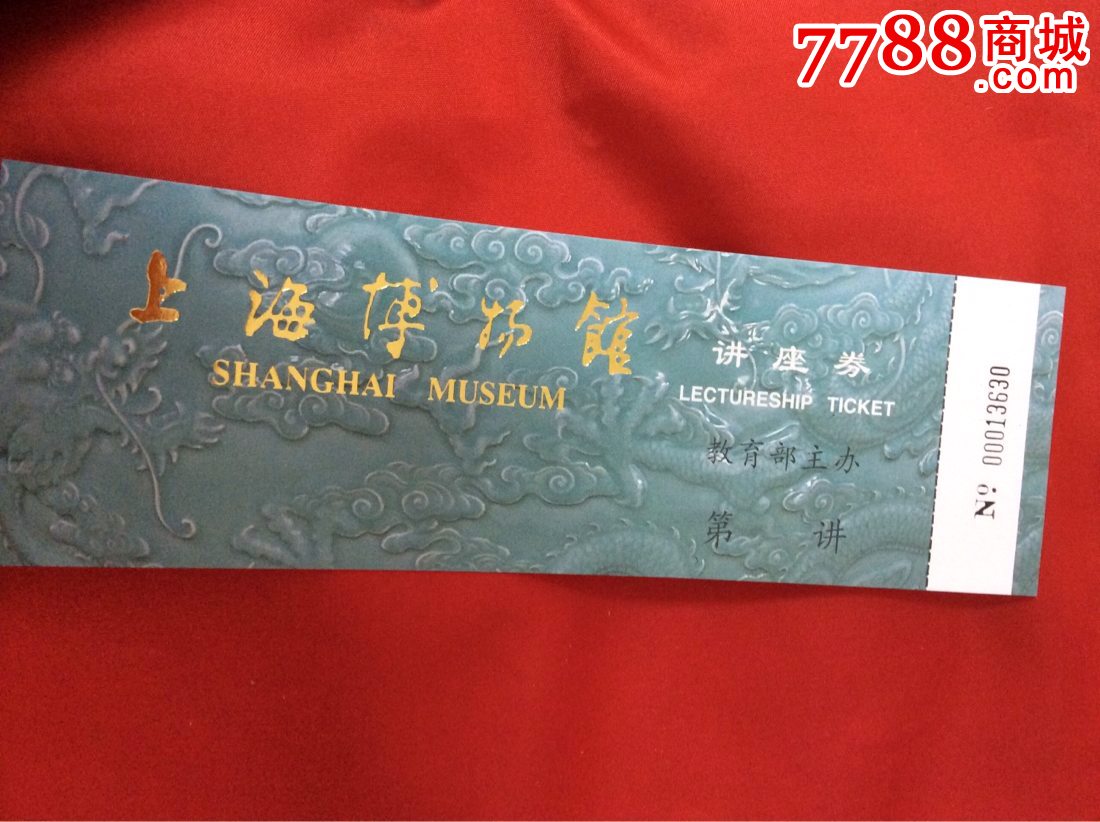 7788商城
.com
上海博物館
SHANGHAI MUSEUM
讲座券
LECTURESHIP TICKET
教育部主办
第 讲
Nº 00013630